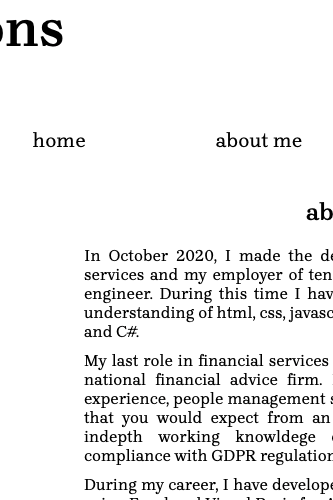 ons
home about me
ab
In October 2020, I made the de
services and my employer of ten
engineer. During this time I hav
understanding of html, css, javasc
and C#.
My last role in financial services
national financial advice firm.
experience, people management s
that you would expect from an
indepth working knowldege
compliance with GDPR regulation
During my career, I have develope